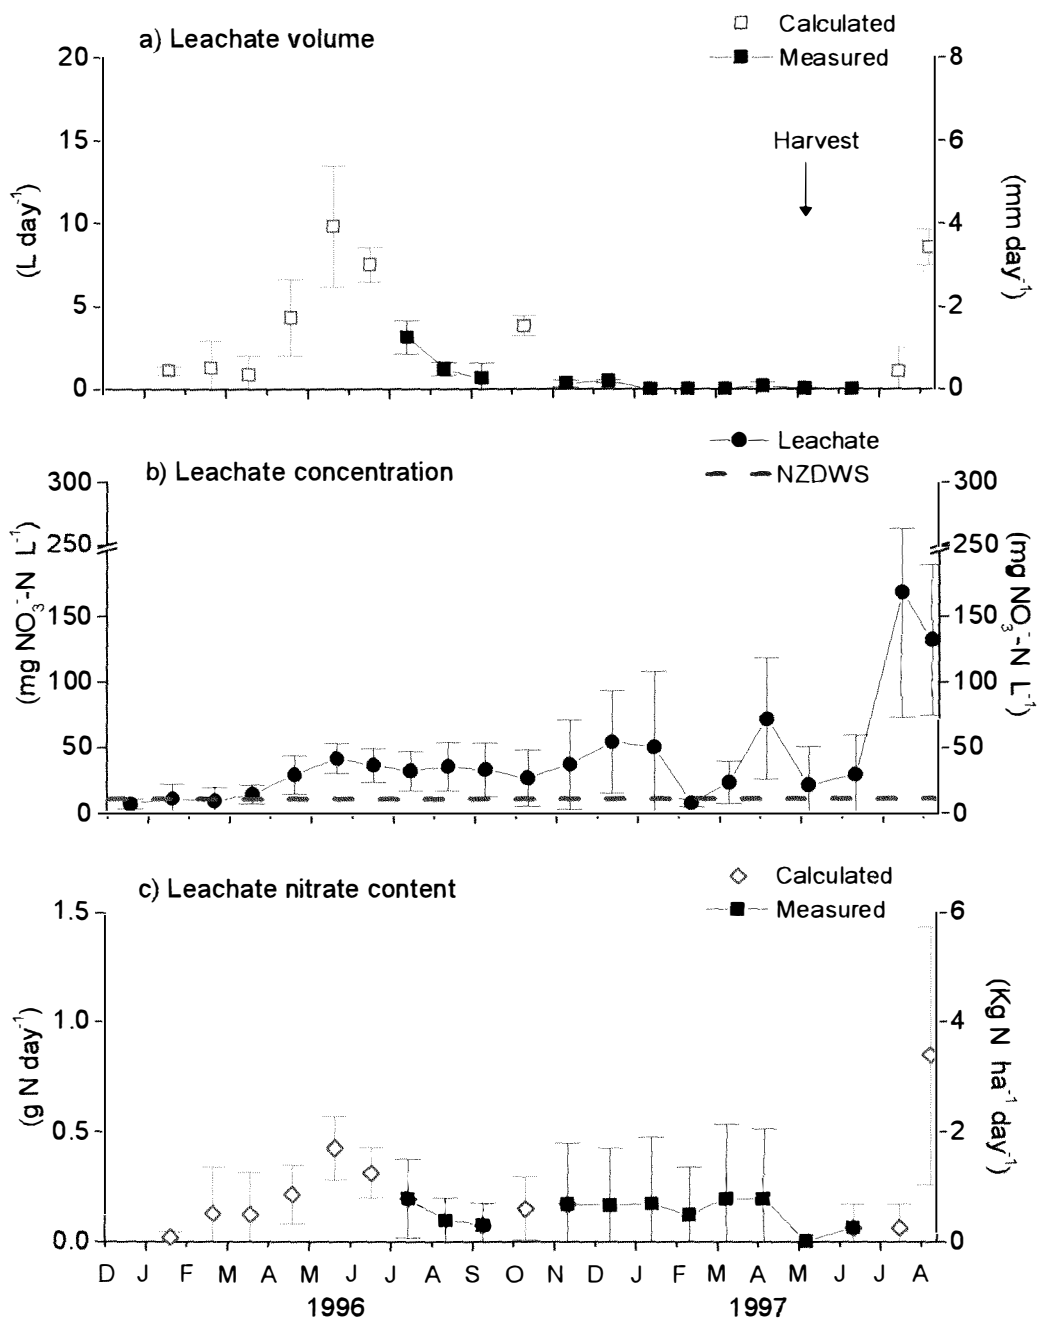 a) Leachate volume
Calculated
Measured
20
15
10
5
0
(L day⁻¹)
8
6
4
2
0
(mm day⁻¹)
Harvest
b) Leachate concentration
Leachate
NZDWS
300
250
150
100
50
0
(mg NO₃⁻-N L⁻¹)
300
250
150
100
50
0
(mg NO₃⁻-N L⁻¹)
c) Leachate nitrate content
Calculated
Measured
1.5
1.0
0.5
0.0
(g N day⁻¹)
6
4
2
0
(Kg N ha⁻¹ day⁻¹)
D J F M A M J J A S O N D J F M A M J J A
1996 1997